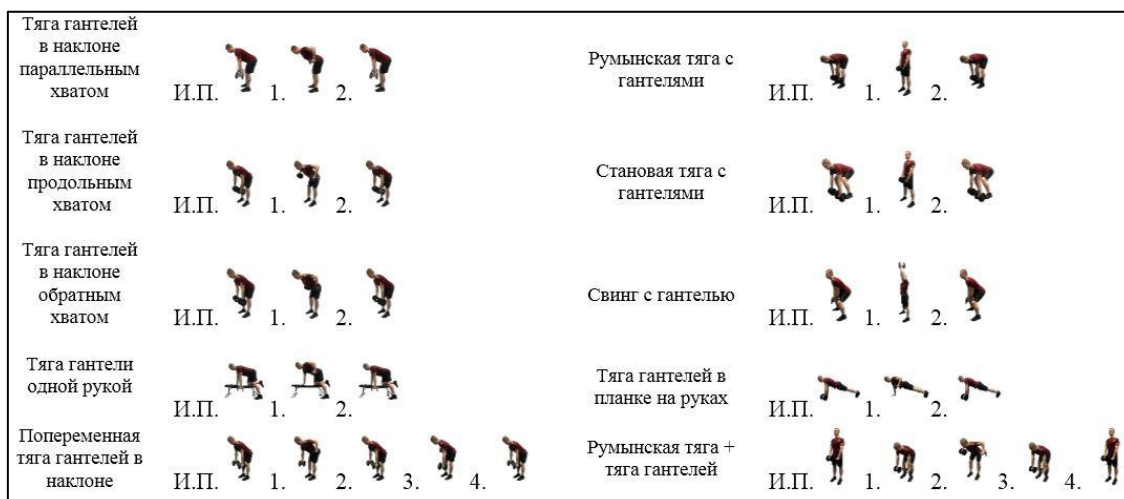 Тяга гантелей
в наклоне
параллельным
хватом
И.П. 1. 2.
Румынская тяга с
гантелями
И.П. 1. 2.
Тяга гантелей
в наклоне
продольным
хватом
И.П. 1. 2.
Становая тяга с
гантелями
И.П. 1. 2.
Тяга гантелей
в наклоне
обратным
хватом
И.П. 1. 2.
Свинг с гантелью
И.П. 1. 2.
Тяга гантели
одной рукой
И.П. 1. 2.
Тяга гантелей в
планке на руках
И.П. 1. 2.
Попеременная
тяга гантелей в
наклоне
И.П. 1. 2. 3. 4.
Румынская тяга +
тяга гантелей
И.П. 1. 2. 3. 4.